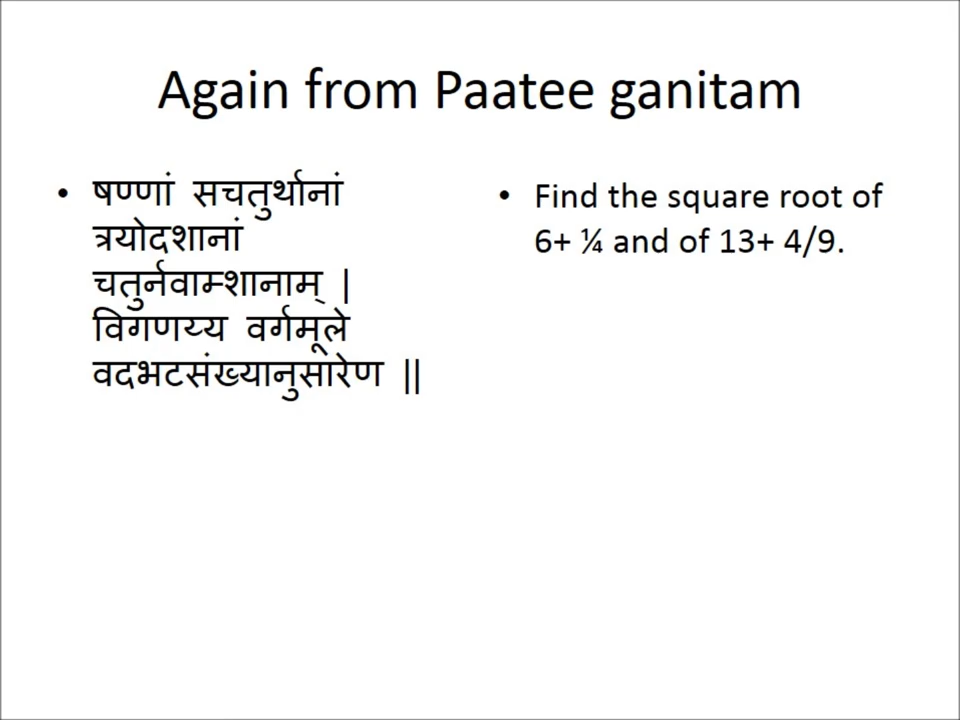 Again from Paatee ganitam
• षण्णां सचतुर्थानां
त्रयोदशानां
चतुर्नवाम्शानाम् |
विगणय्य वर्गमूले
वदभटसंख्यानुसारेण ||
• Find the square root of
6+ ¼ and of 13+ 4/9.